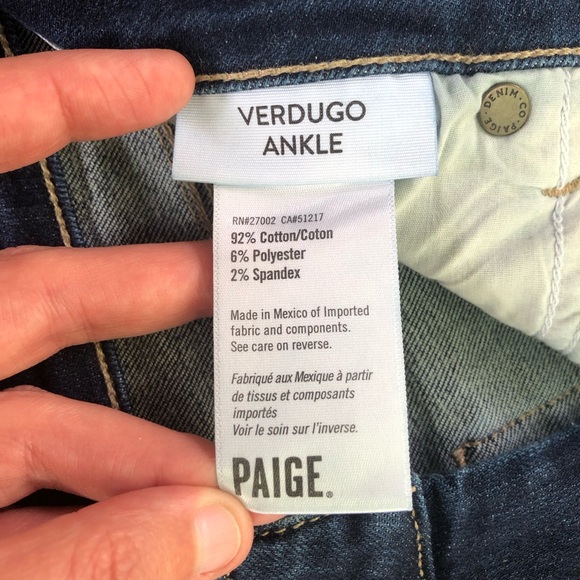 VERDUGO
ANKLE
DENIM•CO•PAIGE•
RN#27002 CA#51217
92% Cotton/Coton
6% Polyester
2% Spandex
Made in Mexico of Imported
fabric and components.
See care on reverse.
Fabriqué aux Mexique à partir
de tissus et composants
importés
Voir le soin sur l'inverse.
PAIGE®